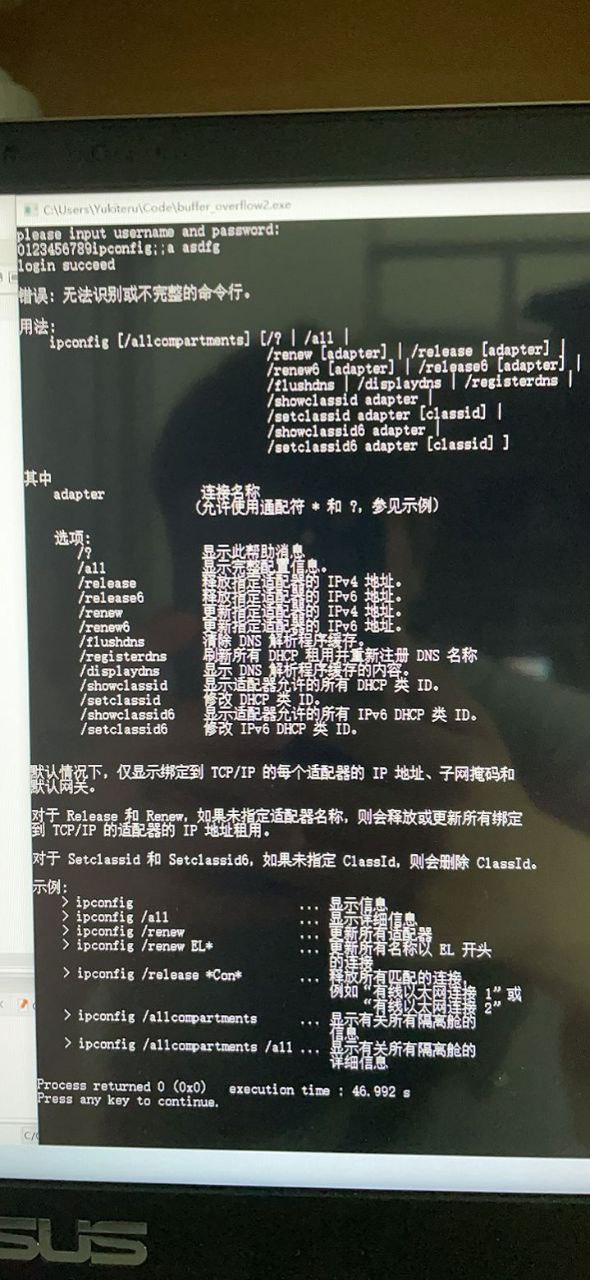 C:\Users\Yukiteru\Code\buffer_overflow2.exe
please input username and password:
0123456789ipconfig;;a asdfg
login succeed
错误: 无法识别或不完整的命令行。
用法:
ipconfig [/allcompartments] [/? | /all |
/renew [adapter] | /release [adapter] |
/renew6 [adapter] | /release6 [adapter] |
/flushdns | /displaydns | /registerdns |
/showclassid adapter |
/setclassid adapter [classid] |
/showclassid6 adapter |
/setclassid6 adapter [classid] ]
其中
adapter 连接名称
(允许使用通配符 * 和 ?，参见示例)
选项:
/? 显示此帮助消息
/all 显示完整配置信息。
/release 释放指定适配器的 IPv4 地址。
/release6 释放指定适配器的 IPv6 地址。
/renew 更新指定适配器的 IPv4 地址。
/renew6 更新指定适配器的 IPv6 地址。
/flushdns 清除 DNS 解析程序缓存。
/registerdns 刷新所有 DHCP 租用并重新注册 DNS 名称
/displaydns 显示 DNS 解析程序缓存的内容。
/showclassid 显示适配器允许的所有 DHCP 类 ID。
/setclassid 修改 DHCP 类 ID。
/showclassid6 显示适配器允许的所有 IPv6 DHCP 类 ID。
/setclassid6 修改 IPv6 DHCP 类 ID。
默认情况下，仅显示绑定到 TCP/IP 的每个适配器的 IP 地址、子网掩码和
默认网关。
对于 Release 和 Renew，如果未指定适配器名称，则会释放或更新所有绑定
到 TCP/IP 的适配器的 IP 地址租用。
对于 Setclassid 和 Setclassid6，如果未指定 ClassId，则会删除 ClassId。
示例:
> ipconfig ... 显示信息
> ipconfig /all ... 显示详细信息
> ipconfig /renew ... 更新所有适配器
> ipconfig /renew EL* ... 更新所有名称以 EL 开头
的连接
> ipconfig /release *Con* ... 释放所有匹配的连接，
例如“有线以太网连接 1”或
“有线以太网连接 2”
> ipconfig /allcompartments ... 显示有关所有隔离舱的
信息
> ipconfig /allcompartments /all ... 显示有关所有隔离舱的
详细信息
Process returned 0 (0x0) execution time : 46.992 s
Press any key to continue.
SUS